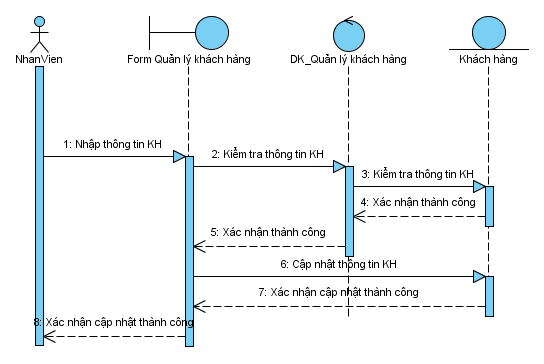 NhanVien
Form Quản lý khách hàng
DK_Quản lý khách hàng
Khách hàng
1: Nhập thông tin KH
2: Kiểm tra thông tin KH
3: Kiểm tra thông tin KH
4: Xác nhận thành công
5: Xác nhận thành công
6: Cập nhật thông tin KH
7: Xác nhận cập nhật thành công
8: Xác nhận cập nhật thành công